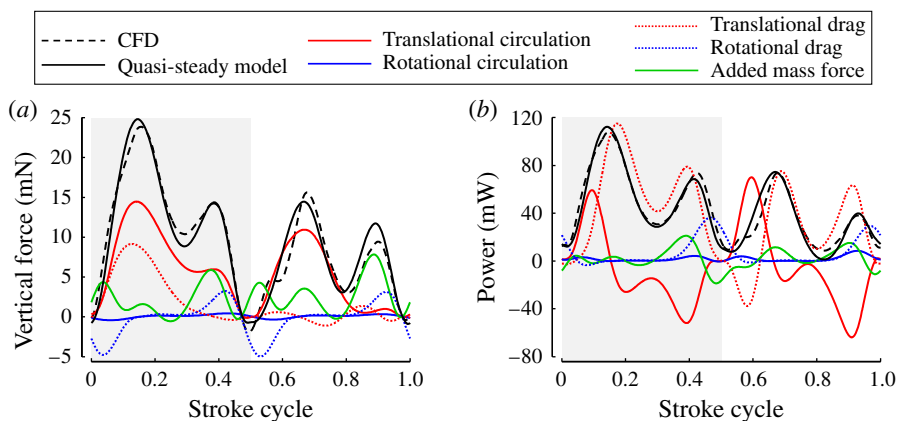 CFD
Quasi-steady model
Translational circulation
Rotational circulation
Translational drag
Rotational drag
Added mass force
(a)
Vertical force (mN)
25
20
15
10
5
0
−5
0 0.2 0.4 0.6 0.8 1.0
Stroke cycle
(b)
Power (mW)
120
80
40
0
−40
−80
0 0.2 0.4 0.6 0.8 1.0
Stroke cycle